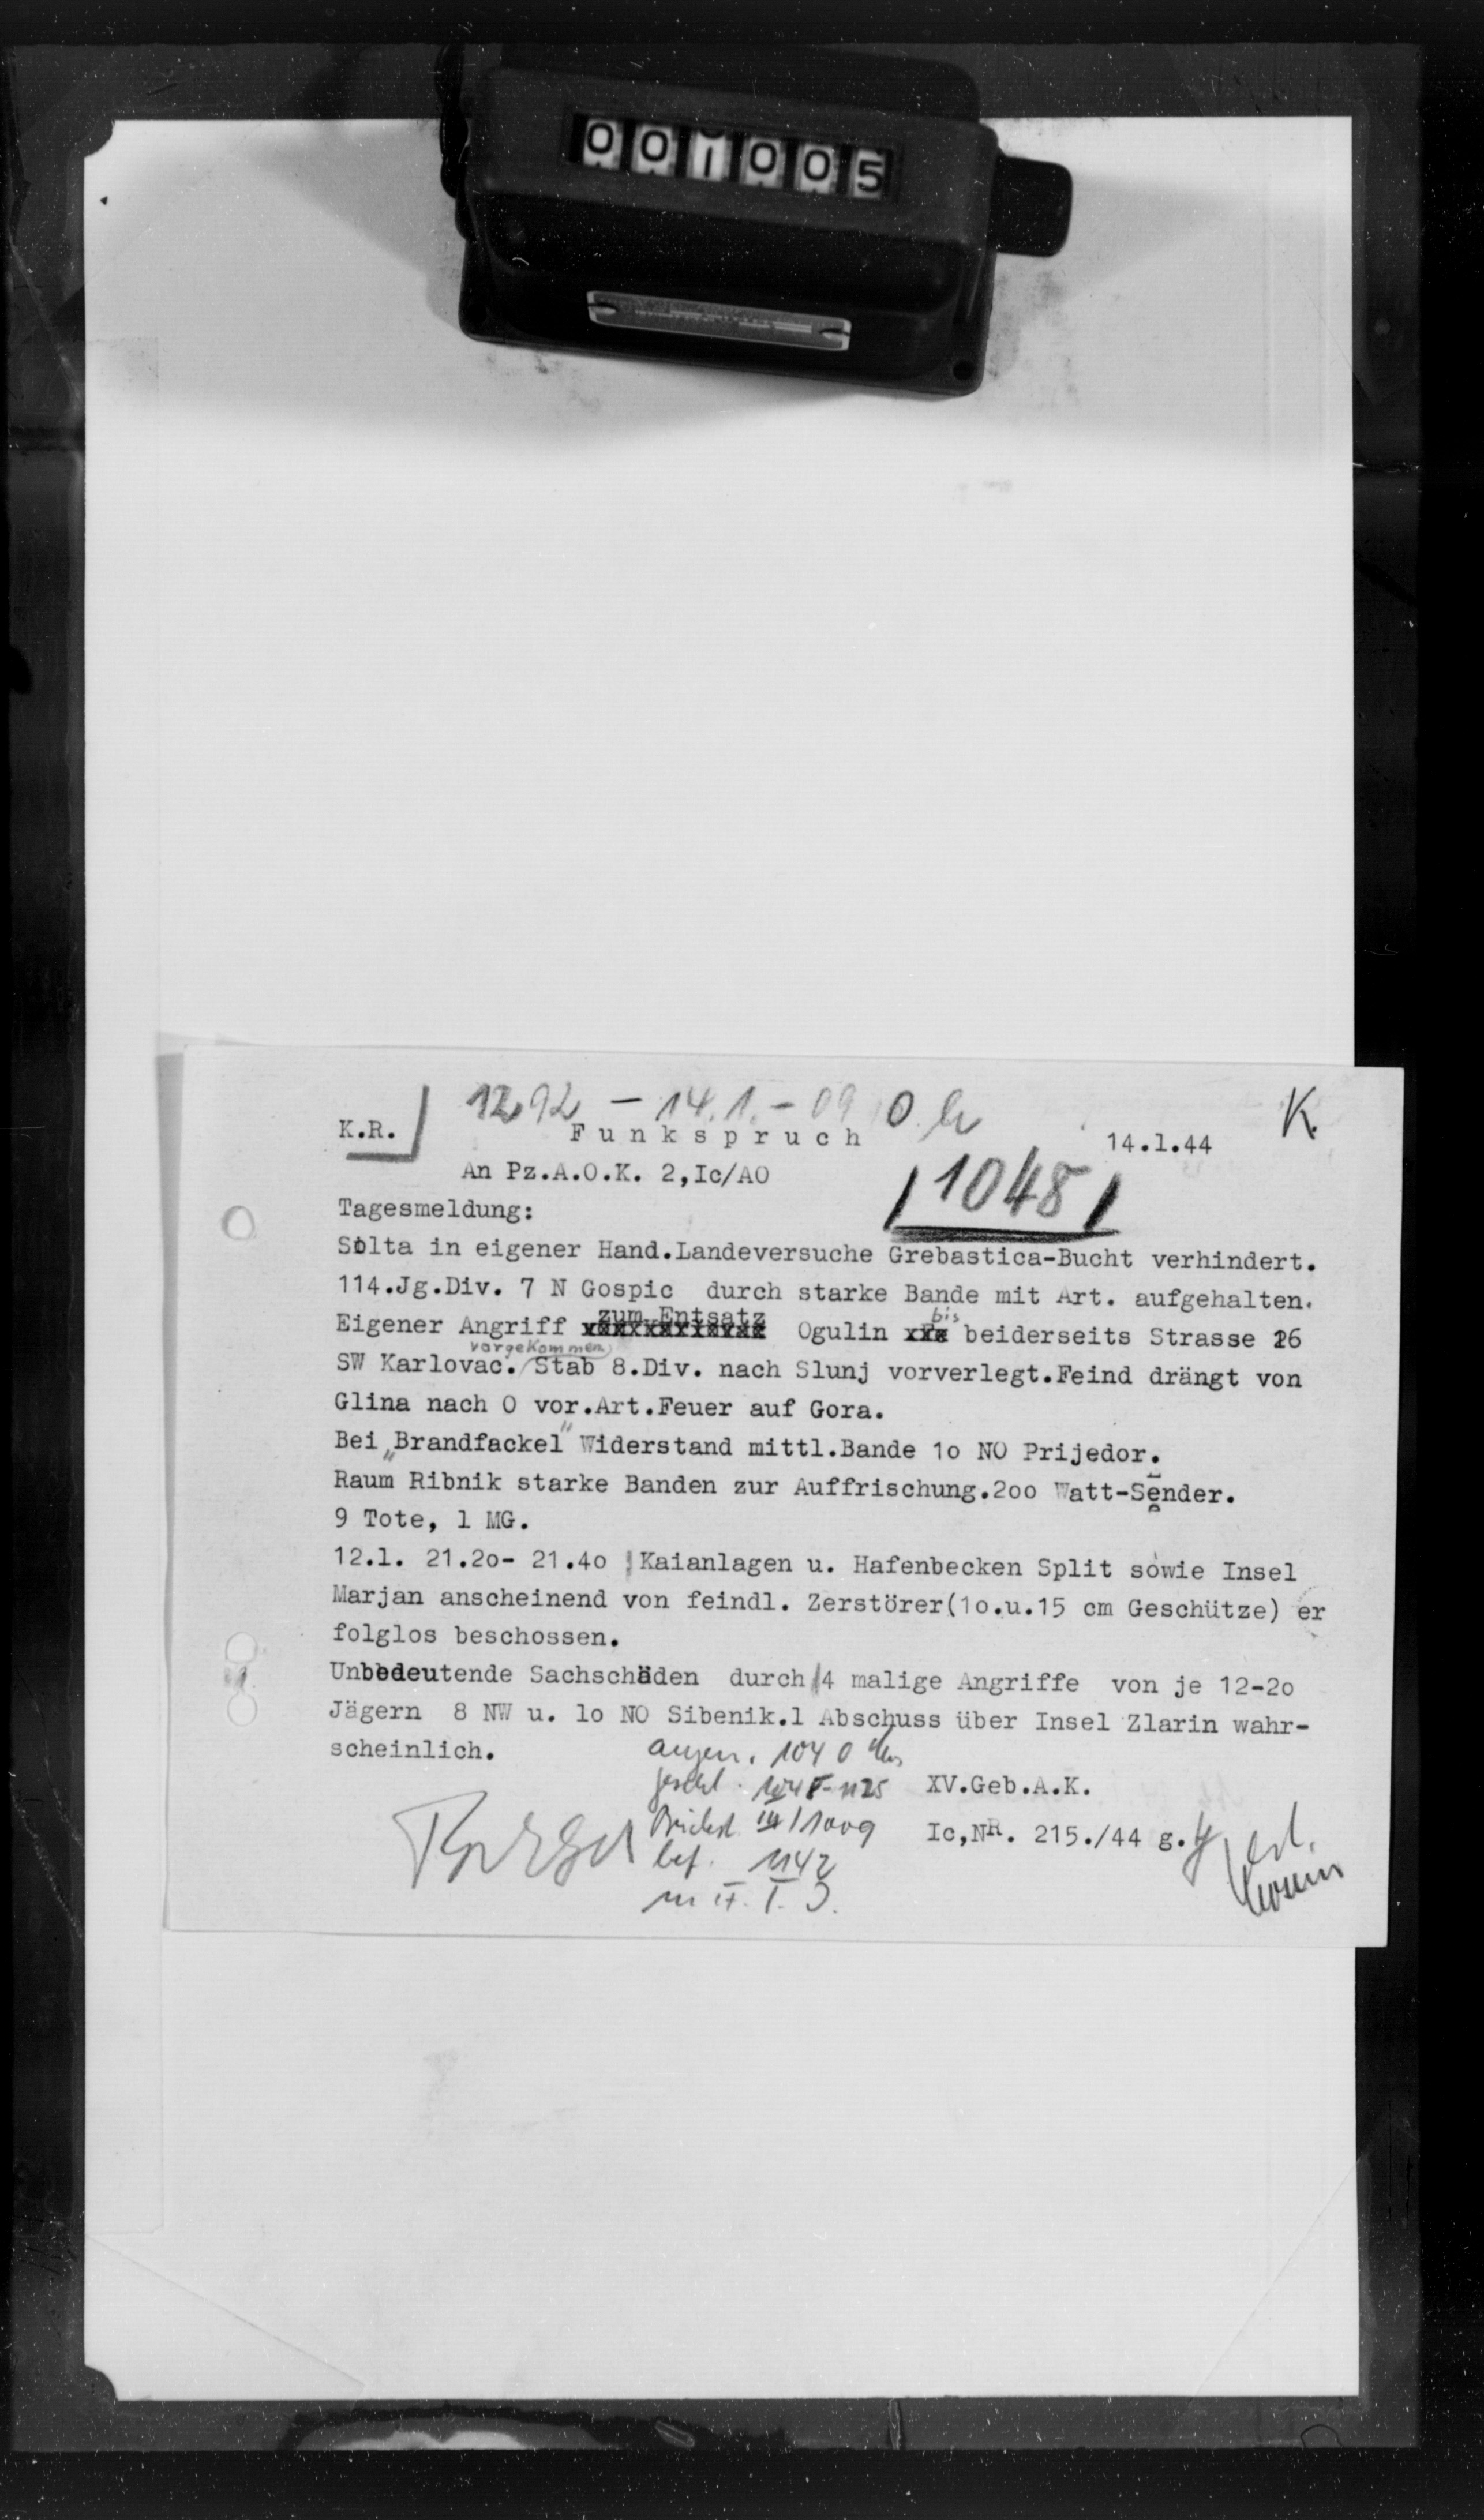 001005
1292 - 14.1. - 09
K.R.
Funkspruch
14.1.44
K.
An Pz.A.O.K. 2,Ic/AO
1048
Tagesmeldung:
Solta in eigener Hand.Landeversuche Grebastica-Bucht verhindert.
114.Jg.Div. 7 N Gospic durch starke Bande mit Art. aufgehalten.
Eigener Angriff zum Entsatz Ogulin bis beiderseits Strasse 16
SW Karlovac. vorgekommen Stab 8.Div. nach Slunj vorverlegt.Feind drängt von
Glina nach O vor.Art.Feuer auf Gora.
Bei „Brandfackel" Widerstand mittl.Bande 1o NO Prijedor.
Raum Ribnik starke Banden zur Auffrischung.2oo Watt-Sender.
9 Tote, 1 MG.
12.1. 21.2o- 21.4o Kaianlagen u. Hafenbecken Split sowie Insel
Marjan anscheinend von feindl. Zerstörer(1o.u.15 cm Geschütze) er
folglos beschossen.
Unbedeutende Sachschäden durch 4 malige Angriffe von je 12-2o
Jägern 8 NW u. 1o NO Sibenik.1 Abschuss über Insel Zlarin wahr-
scheinlich.
angen. 1040
XV.Geb.A.K.
Ic,NR. 215./44 g.
1142